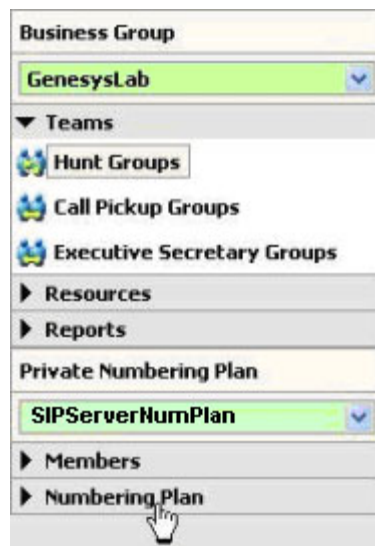 Business Group
GenesysLab
Teams
Hunt Groups
Call Pickup Groups
Executive Secretary Groups
Resources
Reports
Private Numbering Plan
SIPServerNumPlan
Members
Numbering Plan